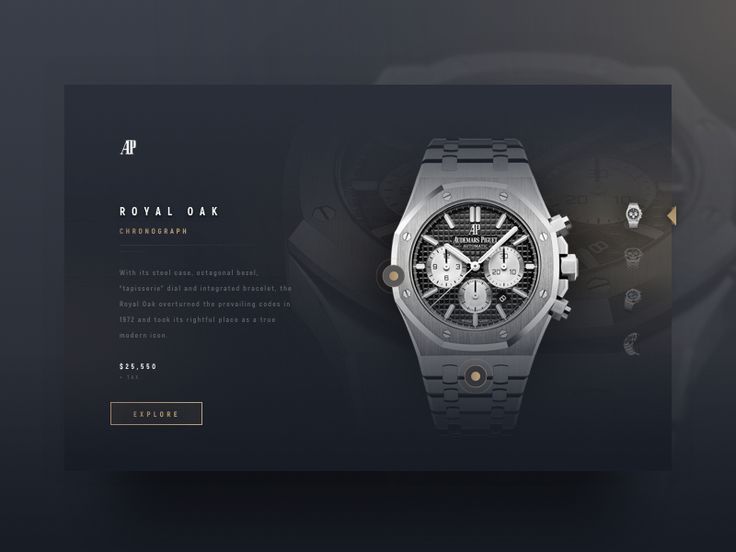 AP
ROYAL OAK
CHRONOGRAPH
With its steel case, octagonal bezel,
"tapisserie" dial and integrated bracelet, the
Royal Oak overturned the prevailing codes in
1972 and took its rightful place as a true
modern icon.
$25,550
+ TAX
EXPLORE
AP
AUDEMARS PIGUET
AUTOMATIC